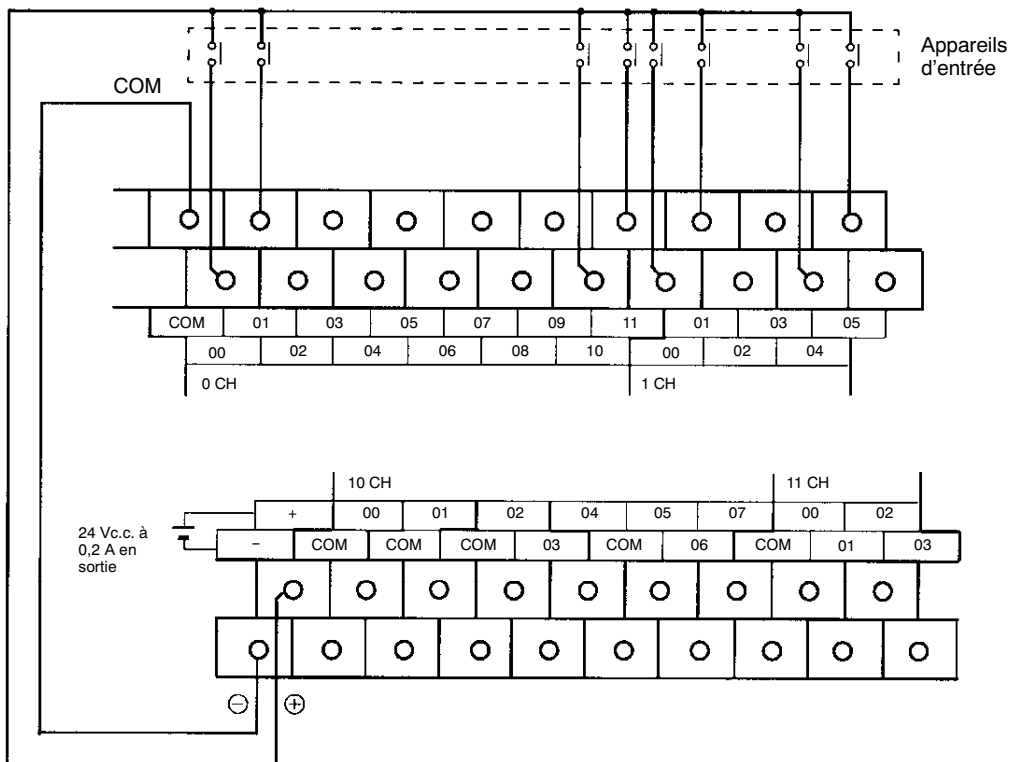 Appareils
d'entrée
COM
COM 01 03 05 07 09 11 01 03 05
00 02 04 06 08 10 00 02 04
0 CH 1 CH
10 CH 11 CH
+ 00 01 02 04 05 07 00 02
24 Vc.c. à
0,2 A en
sortie
− COM COM COM 03 COM 06 COM 01 03
− +